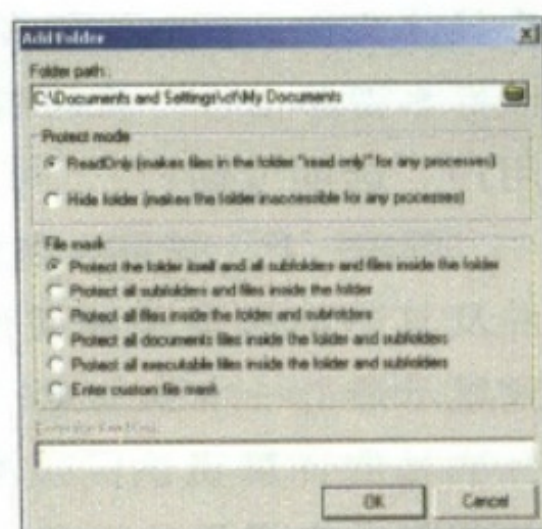 Add Folder
Folder path:
C:\Documents and Settings\cf\My Documents
Protect mode
ReadOnly (makes files in the folder "read only" for any processes)
Hide folder (makes the folder inaccessible for any processes)
File mask
Protect the folder itself and all subfolders and files inside the folder
Protect all subfolders and files inside the folder
Protect all files inside the folder and subfolders
Protect all documents files inside the folder and subfolders
Protect all executable files inside the folder and subfolders
Enter custom file mask
OK
Cancel